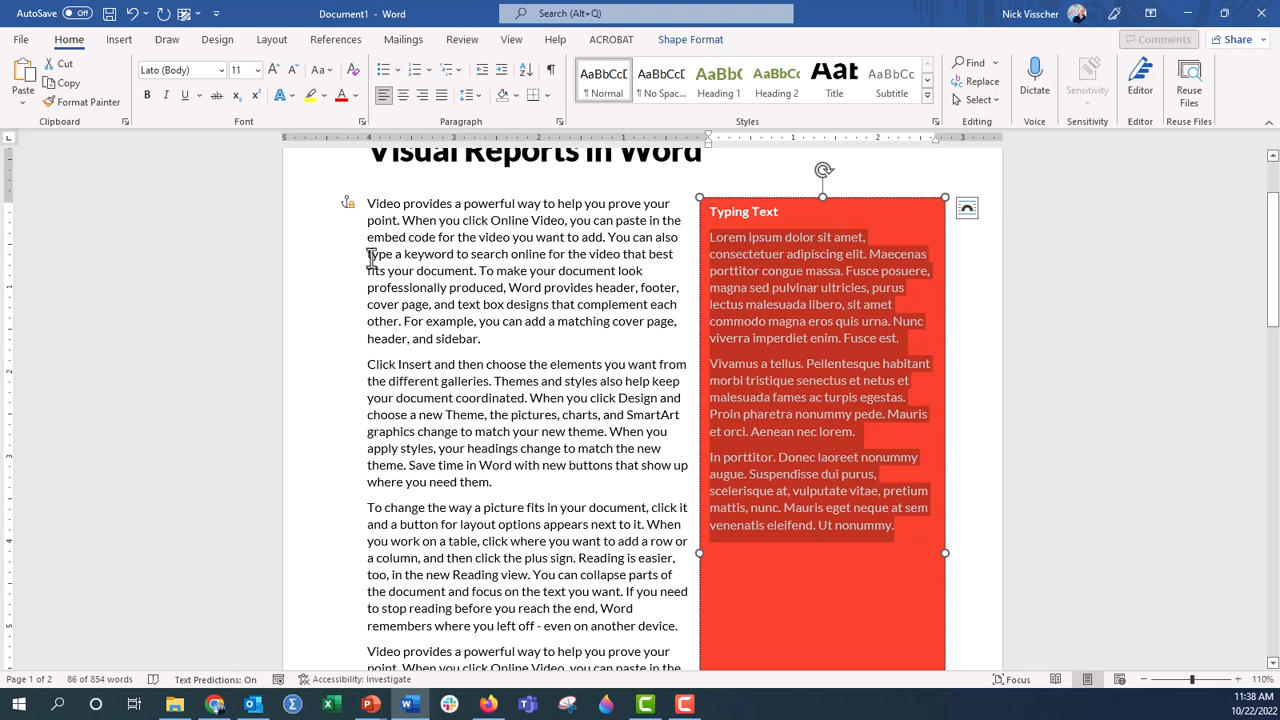 AutoSave Off
Document1 - Word
Search (Alt+Q)
Nick Visscher
File Home Insert Draw Design Layout References Mailings Review View Help ACROBAT Shape Format
Comments Share
Paste
Cut
Copy
Format Painter
Clipboard
Lato (Body) 11
Font
Paragraph
AaBbCcD ¶ Normal
AaBbCcD ¶ No Spac...
AaBbC Heading 1
AaBbCc Heading 2
Aat Title
AaBbCcD Subtitle
Styles
Find
Replace
Select
Editing
Dictate
Voice
Sensitivity
Sensitivity
Editor
Editor
Reuse Files
Reuse Files
Visual Reports in Word
Video provides a powerful way to help you prove your
point. When you click Online Video, you can paste in the
embed code for the video you want to add. You can also
type a keyword to search online for the video that best
fits your document. To make your document look
professionally produced, Word provides header, footer,
cover page, and text box designs that complement each
other. For example, you can add a matching cover page,
header, and sidebar.
Click Insert and then choose the elements you want from
the different galleries. Themes and styles also help keep
your document coordinated. When you click Design and
choose a new Theme, the pictures, charts, and SmartArt
graphics change to match your new theme. When you
apply styles, your headings change to match the new
theme. Save time in Word with new buttons that show up
where you need them.
To change the way a picture fits in your document, click it
and a button for layout options appears next to it. When
you work on a table, click where you want to add a row or
a column, and then click the plus sign. Reading is easier,
too, in the new Reading view. You can collapse parts of
the document and focus on the text you want. If you need
to stop reading before you reach the end, Word
remembers where you left off - even on another device.
Video provides a powerful way to help you prove your
point. When you click Online Video, you can paste in the
Typing Text
Lorem ipsum dolor sit amet,
consectetuer adipiscing elit. Maecenas
porttitor congue massa. Fusce posuere,
magna sed pulvinar ultricies, purus
lectus malesuada libero, sit amet
commodo magna eros quis urna. Nunc
viverra imperdiet enim. Fusce est.
Vivamus a tellus. Pellentesque habitant
morbi tristique senectus et netus et
malesuada fames ac turpis egestas.
Proin pharetra nonummy pede. Mauris
et orci. Aenean nec lorem.
In porttitor. Donec laoreet nonummy
augue. Suspendisse dui purus,
scelerisque at, vulputate vitae, pretium
mattis, nunc. Mauris eget neque at sem
venenatis eleifend. Ut nonummy.
Page 1 of 2 86 of 854 words Text Predictions: On Accessibility: Investigate Focus 110%
11:38 AM
10/22/2022